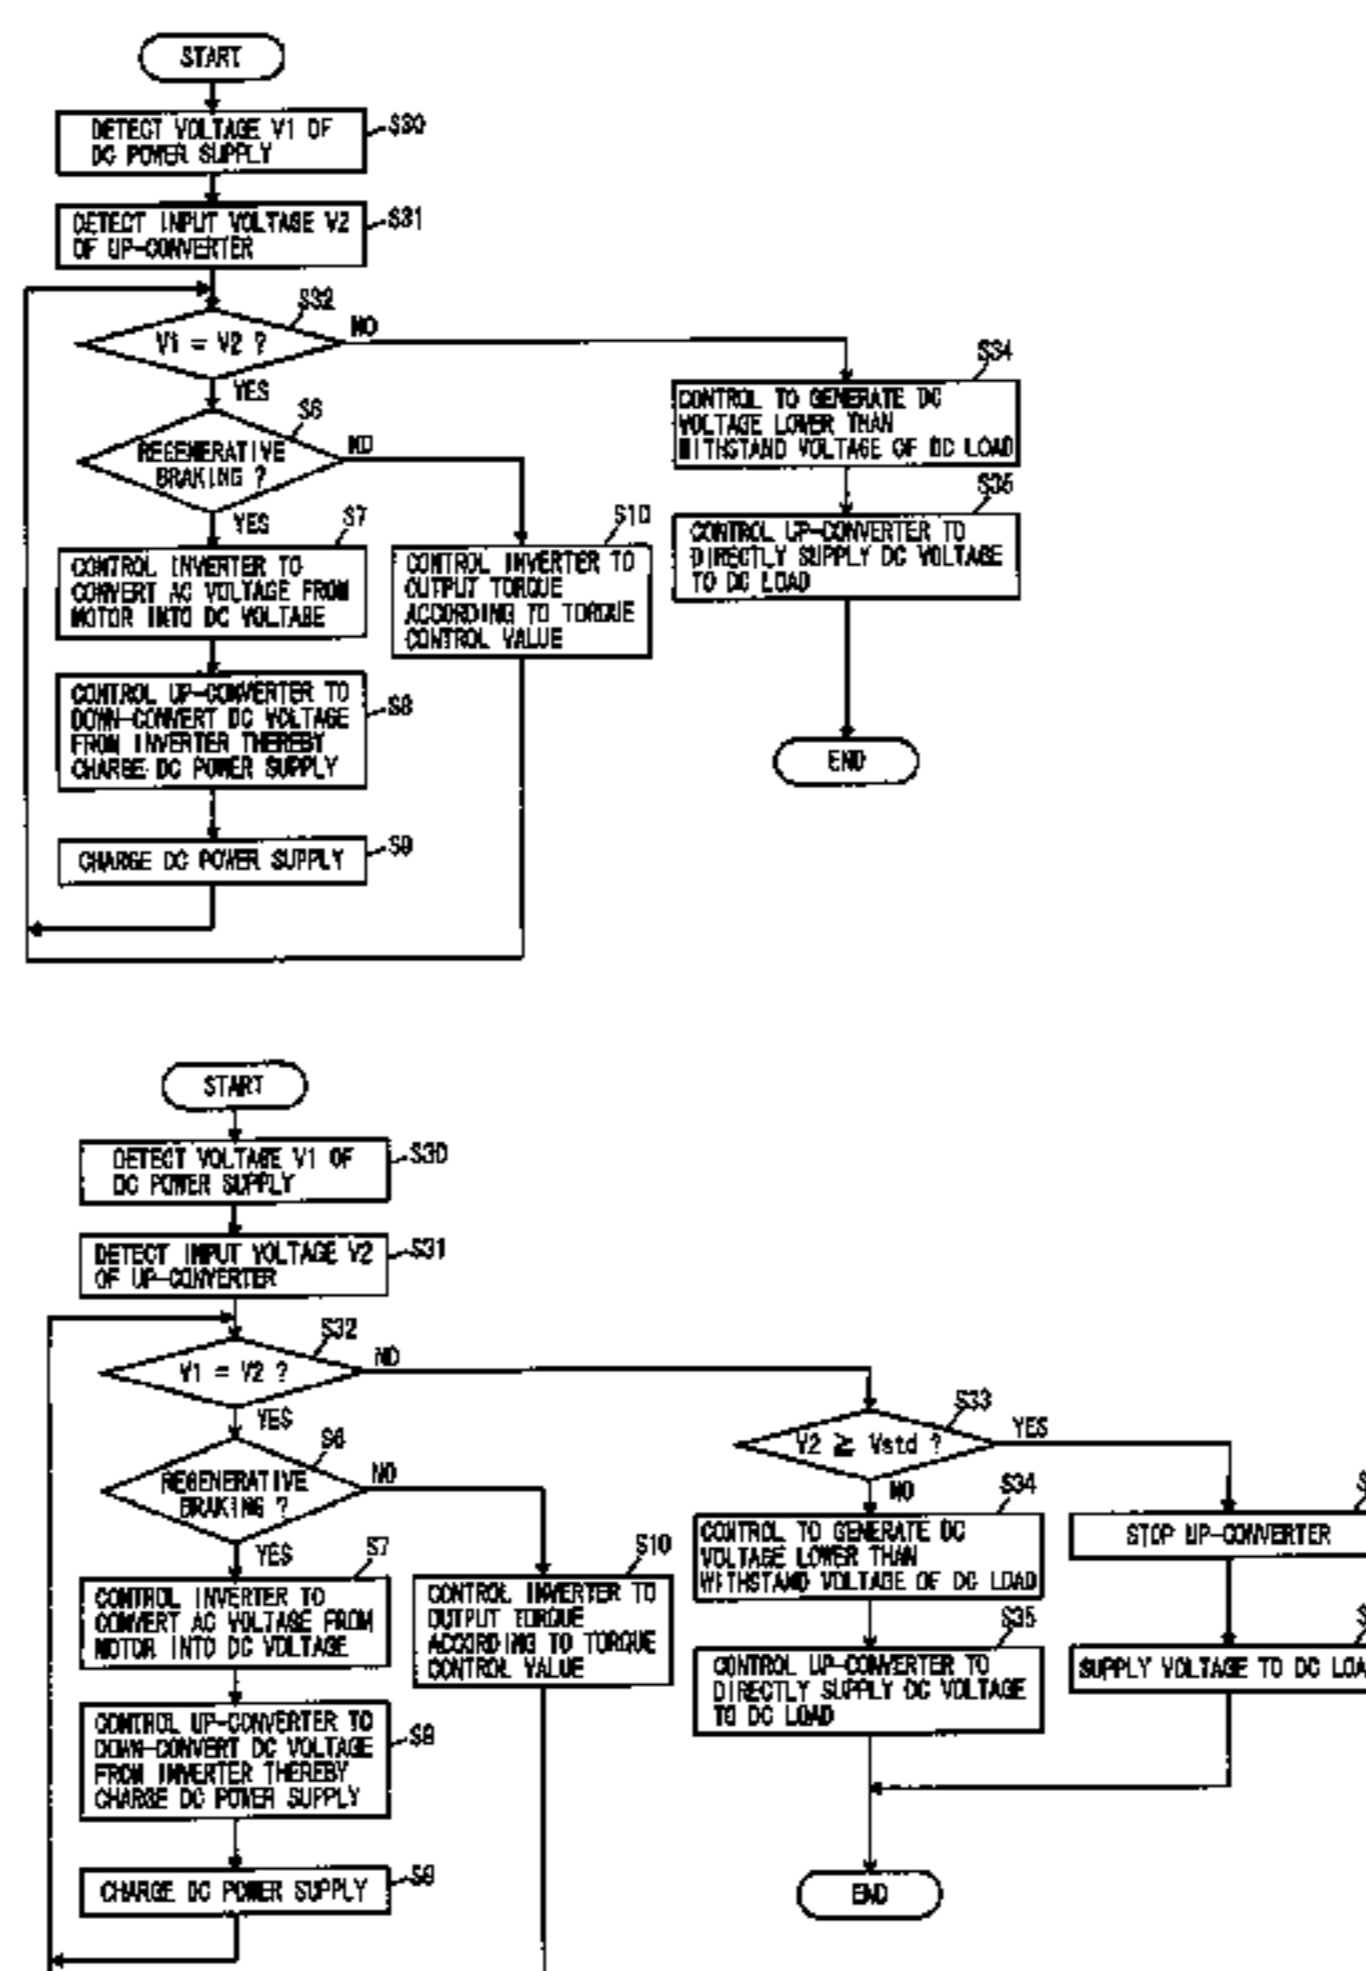 START
DETECT VOLTAGE V1 OF
DC POWER SUPPLY
S30
DETECT INPUT VOLTAGE V2
OF UP-CONVERTER
S31
S32
V1 = V2 ?
NO
YES
S6
REGENERATIVE
BRAKING ?
NO
YES
S7
CONTROL INVERTER TO
CONVERT AC VOLTAGE FROM
MOTOR INTO DC VOLTAGE
S10
CONTROL INVERTER TO
OUTPUT TORQUE
ACCORDING TO TORQUE
CONTROL VALUE
CONTROL UP-CONVERTER TO
DOWN-CONVERT DC VOLTAGE
FROM INVERTER THEREBY
CHARGE DC POWER SUPPLY
S8
CHARGE DC POWER SUPPLY
S9
S34
CONTROL TO GENERATE DC
VOLTAGE LOWER THAN
WITHSTAND VOLTAGE OF DC LOAD
S35
CONTROL UP-CONVERTER TO
DIRECTLY SUPPLY DC VOLTAGE
TO DC LOAD
END
START
DETECT VOLTAGE V1 OF
DC POWER SUPPLY
S30
DETECT INPUT VOLTAGE V2
OF UP-CONVERTER
S31
S32
V1 = V2 ?
NO
YES
S6
REGENERATIVE
BRAKING ?
NO
YES
S7
CONTROL INVERTER TO
CONVERT AC VOLTAGE FROM
MOTOR INTO DC VOLTAGE
S10
CONTROL INVERTER TO
OUTPUT TORQUE
ACCORDING TO TORQUE
CONTROL VALUE
CONTROL UP-CONVERTER TO
DOWN-CONVERT DC VOLTAGE
FROM INVERTER THEREBY
CHARGE DC POWER SUPPLY
S8
CHARGE DC POWER SUPPLY
S9
S33
V2 ≧ Vstd ?
YES
NO
S34
CONTROL TO GENERATE DC
VOLTAGE LOWER THAN
WITHSTAND VOLTAGE OF DC LOAD
S35
CONTROL UP-CONVERTER TO
DIRECTLY SUPPLY DC VOLTAGE
TO DC LOAD
STOP UP-CONVERTER
SUPPLY VOLTAGE TO DC
END